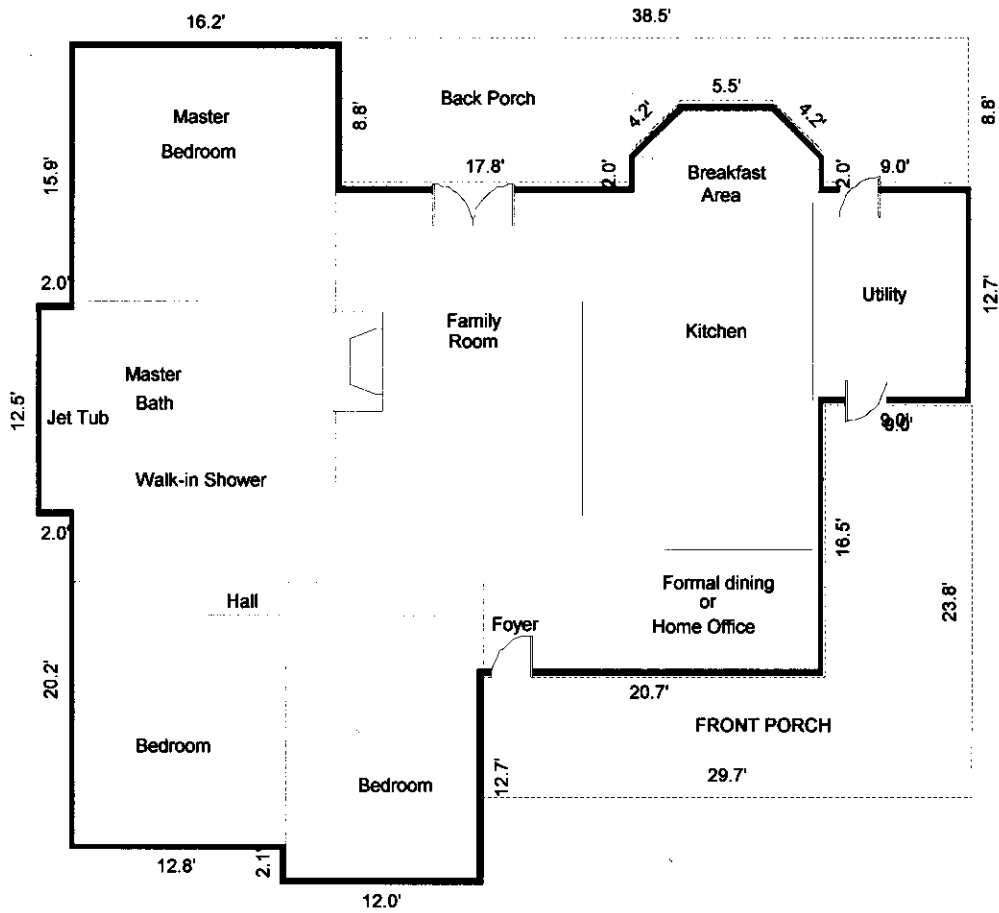 16.2'
38.5'
5.5'
Back Porch
4.2'
4.2'
8.8'
8.8'
Master
Bedroom
15.9'
17.8'
2.0'
Breakfast
Area
2.0'
9.0'
2.0'
Utility
12.7'
Family
Room
Kitchen
Master
Bath
12.5'
Jet Tub
9.0'
9.0'
Walk-in Shower
2.0'
16.5'
Formal dining
or
Home Office
Hall
23.8'
Foyer
20.2'
20.7'
FRONT PORCH
Bedroom
12.7'
29.7'
Bedroom
12.8'
2.1'
12.0'